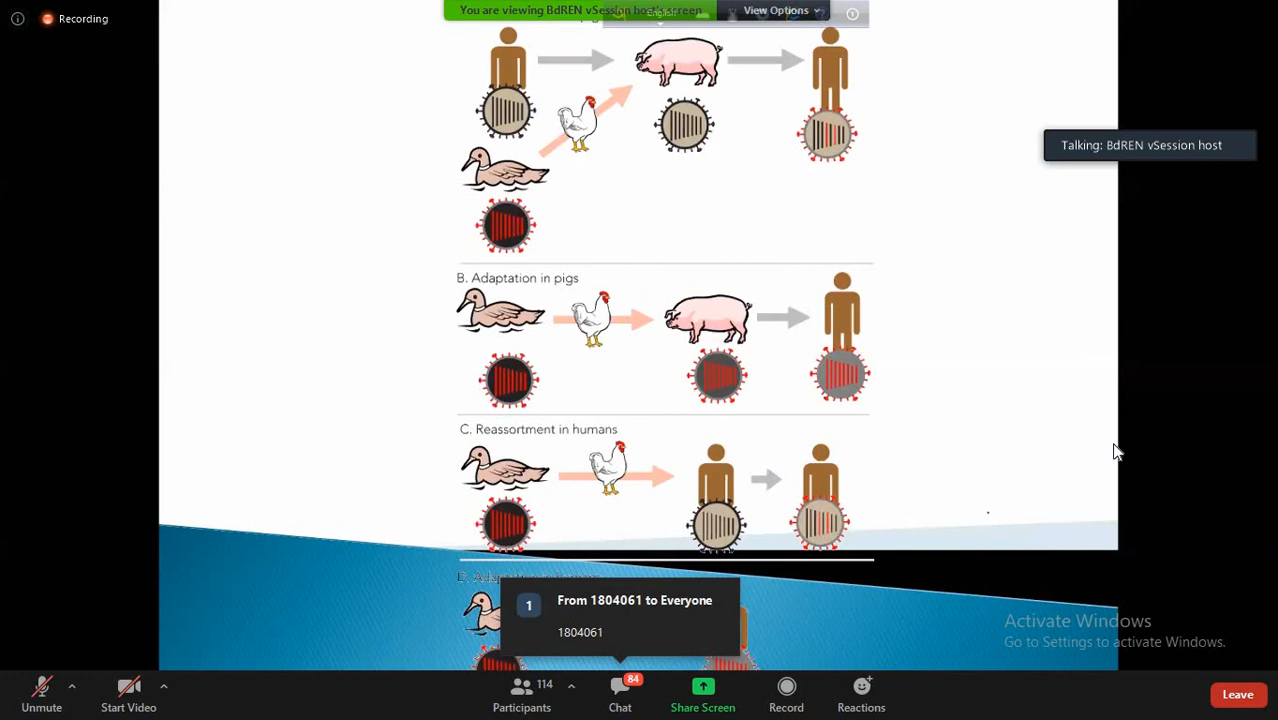 Recording
You are viewing BdREN vSession host's screen
View Options
English
Talking: BdREN vSession host
B. Adaptation in pigs
C. Reassortment in humans
1
From 1804061 to Everyone
1804061
Activate Windows
Go to Settings to activate Windows.
Unmute
Start Video
114
Participants
84
Chat
Share Screen
Record
Reactions
Leave